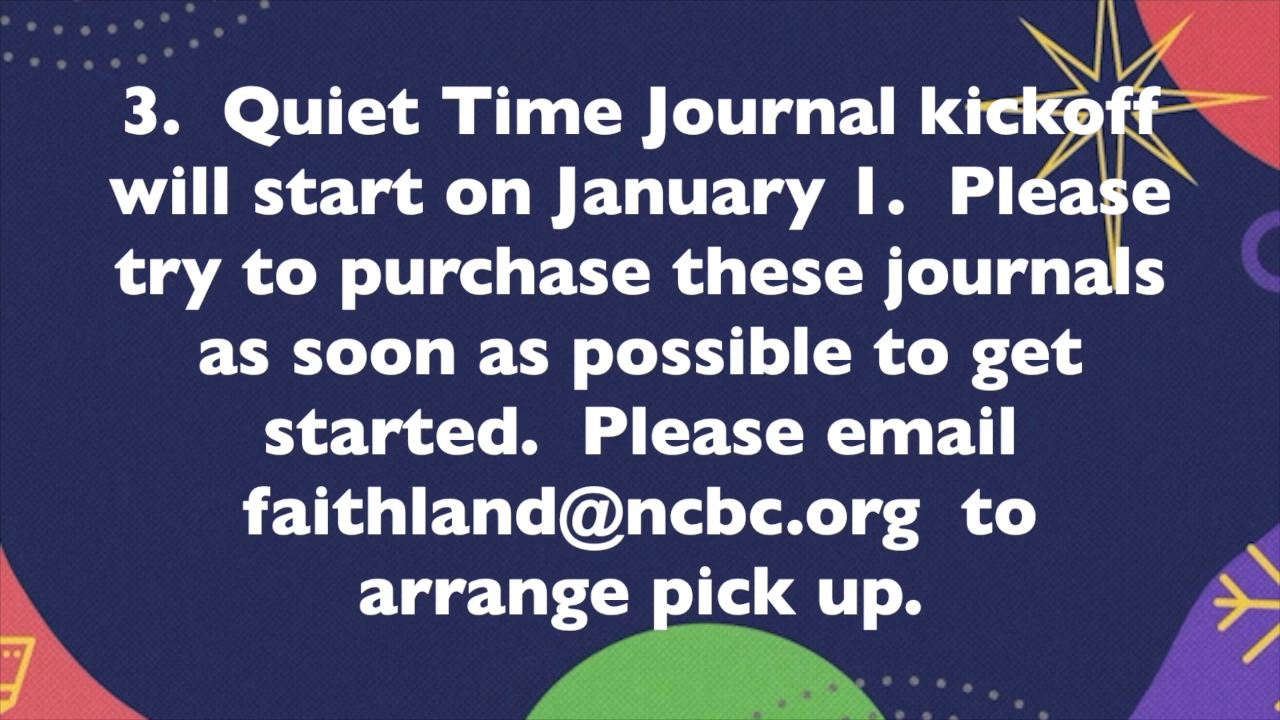 3.  Quiet Time Journal kickoff
will start on January 1.  Please
try to purchase these journals
as soon as possible to get
started.  Please email
faithland@ncbc.org  to
arrange pick up.